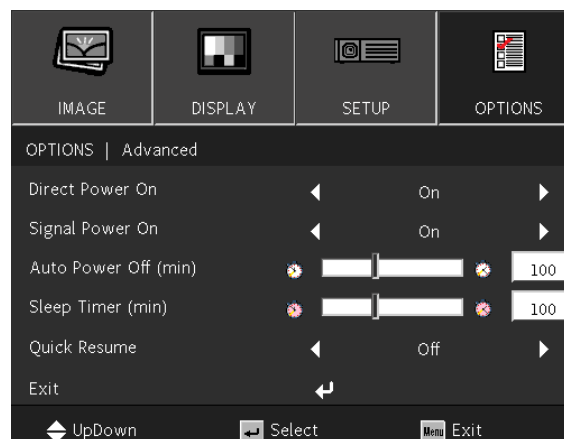 IMAGE DISPLAY SETUP OPTIONS
OPTIONS | Advanced
Direct Power On On
Signal Power On On
Auto Power Off (min) 100
Sleep Timer (min) 100
Quick Resume Off
Exit
UpDown Select Menu Exit